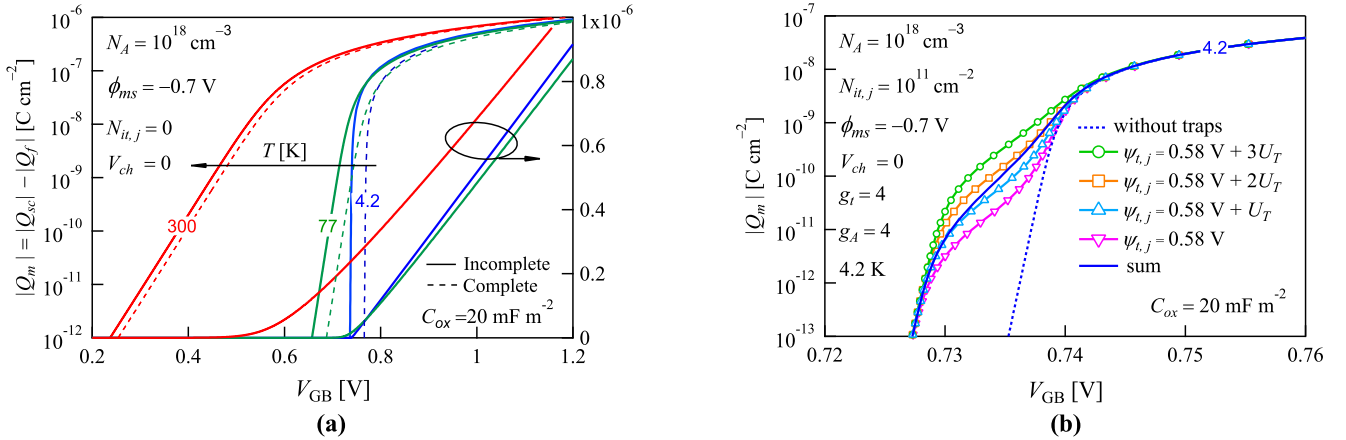 10⁻⁶
10⁻⁷
10⁻⁸
10⁻⁹
10⁻¹⁰
10⁻¹¹
10⁻¹²
|Q_m| = |Q_sc| − |Q_f| [C cm⁻²]
N_A = 10¹⁸ cm⁻³
ϕ_ms = −0.7 V
N_it, j = 0
V_ch = 0
T [K]
300
77
4.2
Incomplete
Complete
C_ox = 20 mF m⁻²
1x10⁻⁶
0.8
0.6
0.4
0.2
0
0.2 0.4 0.6 0.8 1 1.2
V_GB [V]
(a)
10⁻⁷
10⁻⁸
10⁻⁹
10⁻¹⁰
10⁻¹¹
10⁻¹²
10⁻¹³
|Q_m| [C cm⁻²]
N_A = 10¹⁸ cm⁻³
N_it, j = 10¹¹ cm⁻²
ϕ_ms = −0.7 V
V_ch = 0
g_t = 4
g_A = 4
4.2 K
4.2
without traps
ψ_t, j = 0.58 V + 3U_T
ψ_t, j = 0.58 V + 2U_T
ψ_t, j = 0.58 V + U_T
ψ_t, j = 0.58 V
sum
C_ox = 20 mF m⁻²
0.72 0.73 0.74 0.75 0.76
V_GB [V]
(b)